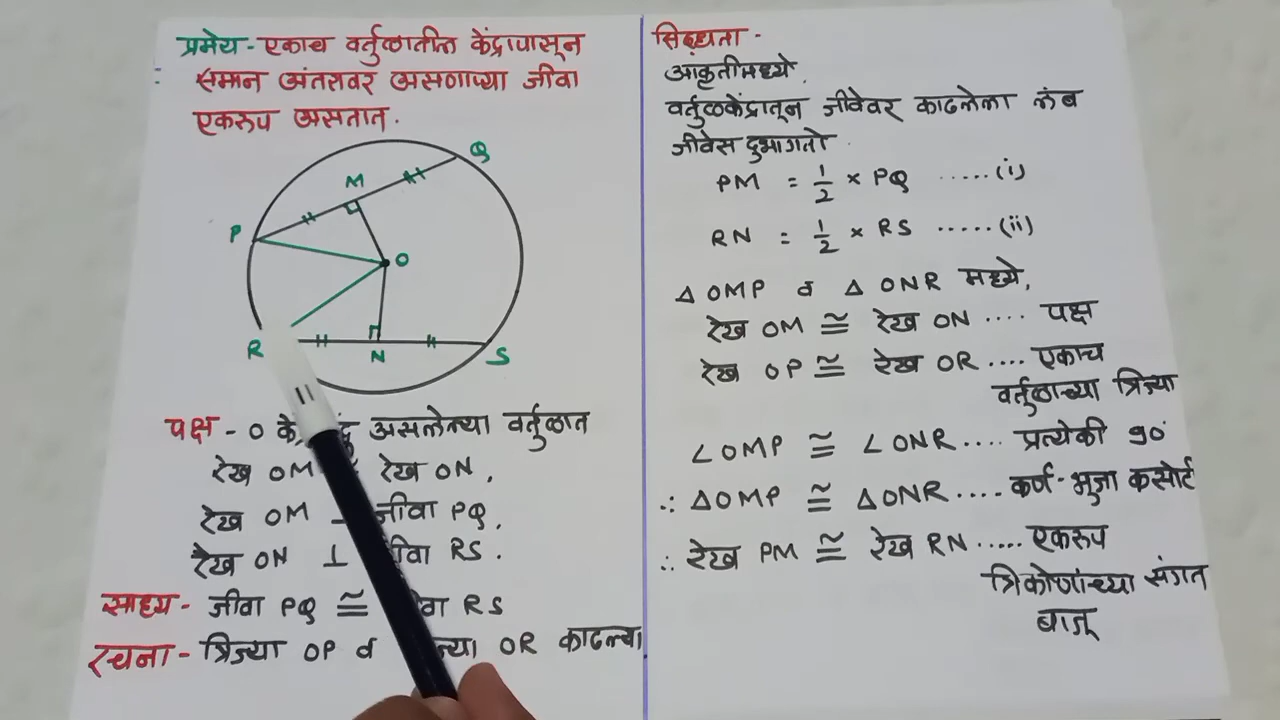 प्रमेय - एकाच वर्तुळातील केंद्रापासून
समान अंतरावर असणाऱ्या जीवा
एकरूप असतात.
Q
M
P
O
R
N
S
पक्ष - O असलेल्या वर्तुळात
रेख OM रेख ON,
रेख OM जीवा PQ,
रेख ON ⊥ RS.
साध्य - जीवा PQ ≅ RS
रचना - त्रिज्या OP व OR काढल्या
सिद्धता -
आकृतीमध्ये,
वर्तुळकेंद्रातून जीवेवर काढलेला लंब
जीवेस दुभागतो.
PM = 1/2 × PQ .....(i)
RN = 1/2 × RS .....(ii)
Δ OMP व Δ ONR मध्ये,
रेख OM ≅ रेख ON .... पक्ष
रेख OP ≅ रेख OR .... एकाच
वर्तुळाच्या त्रिज्या
∠OMP ≅ ∠ONR .... प्रत्येकी 90°
∴ ΔOMP ≅ ΔONR .... कर्ण-भुजा कसोटी
∴ रेख PM ≅ रेख RN ..... एकरूप
त्रिकोणांच्या संगत
बाजू